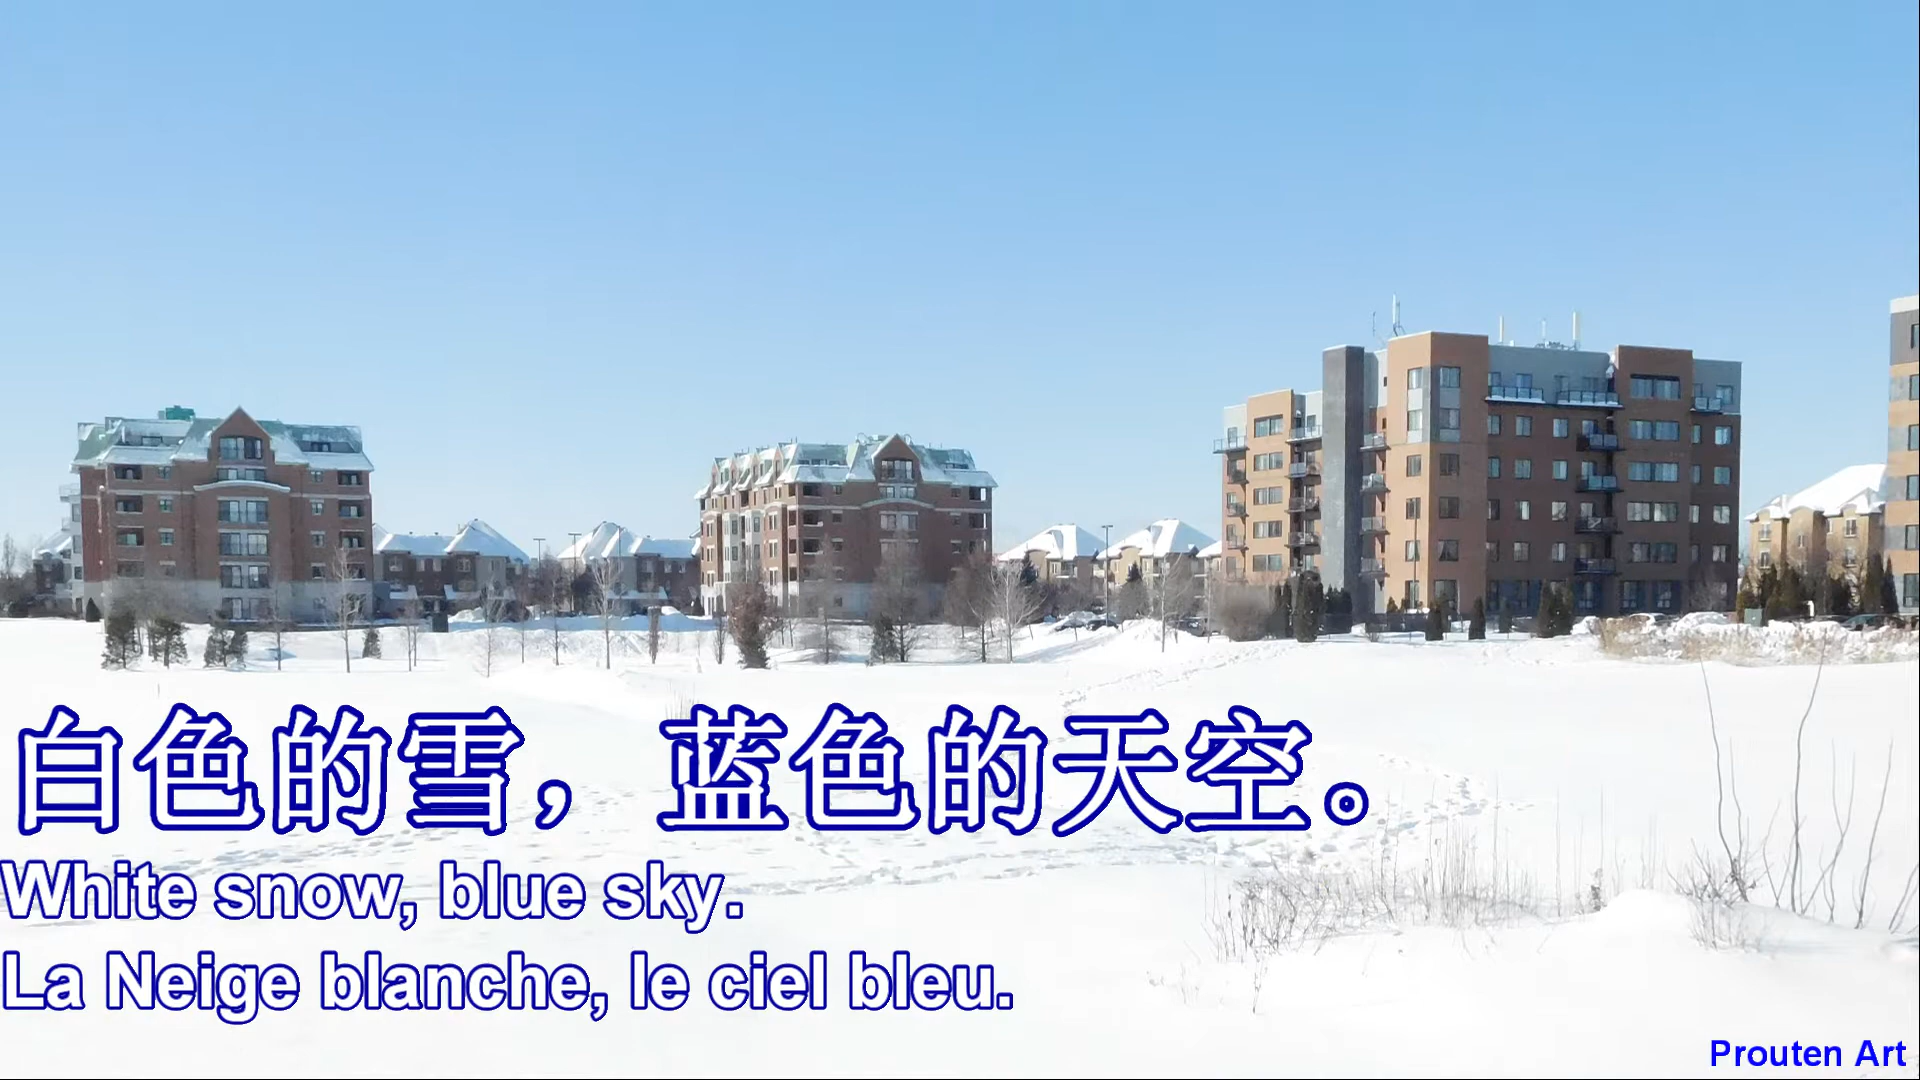 白色的雪，蓝色的天空。
White snow, blue sky.
La Neige blanche, le ciel bleu.
Prouten Art